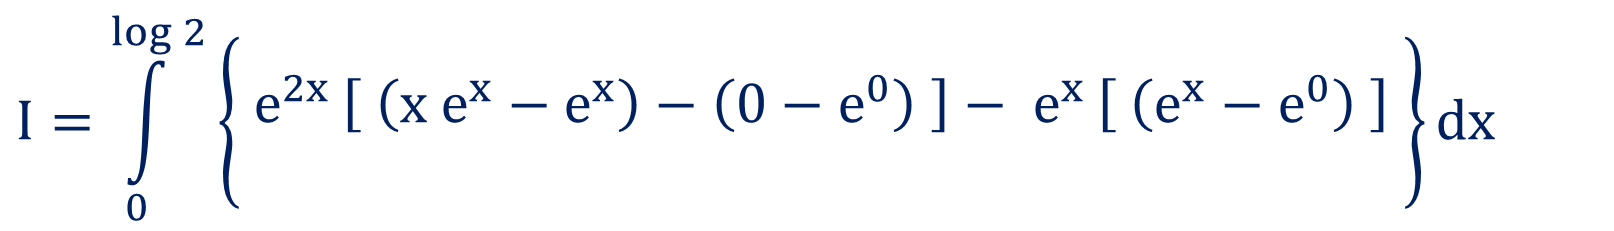 I = ∫₀^{log 2} { e^{2x} [ (x e^x − e^x) − (0 − e^0) ] − e^x [ (e^x − e^0) ] } dx